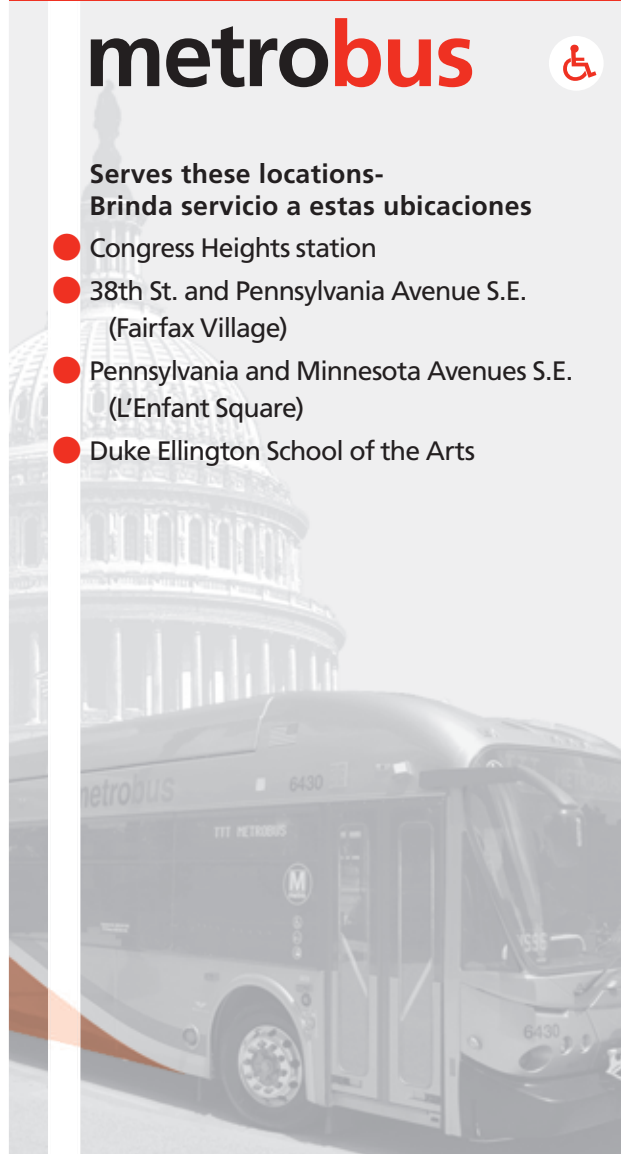 metrobus
Serves these locations-
Brinda servicio a estas ubicaciones
Congress Heights station
38th St. and Pennsylvania Avenue S.E.
(Fairfax Village)
Pennsylvania and Minnesota Avenues S.E.
(L’Enfant Square)
Duke Ellington School of the Arts
metrobus
6430
TTT METROBUS
M
6430